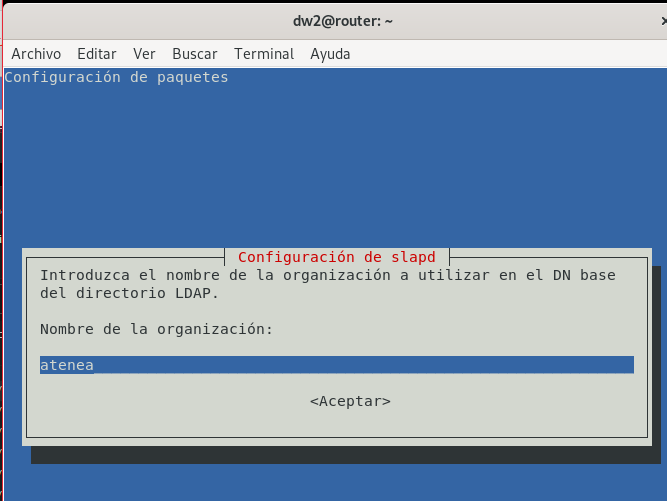 dw2@router: ~
Archivo Editar Ver Buscar Terminal Ayuda
Configuración de paquetes
Configuración de slapd
Introduzca el nombre de la organización a utilizar en el DN base
del directorio LDAP.
Nombre de la organización:
atenea
<Aceptar>